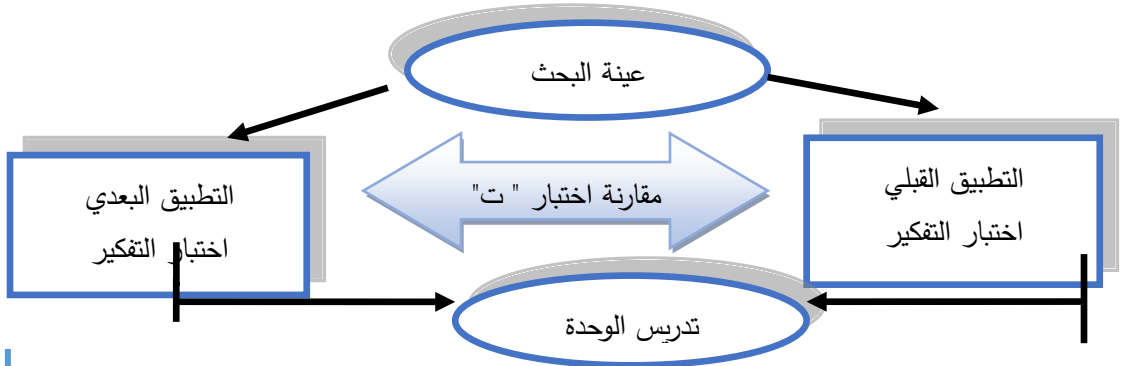 عينة البحث
التطبيق القبلي
اختبار التفكير
مقارنة اختبار " ت"
التطبيق البعدي
اختبار التفكير
تدريس الوحدة